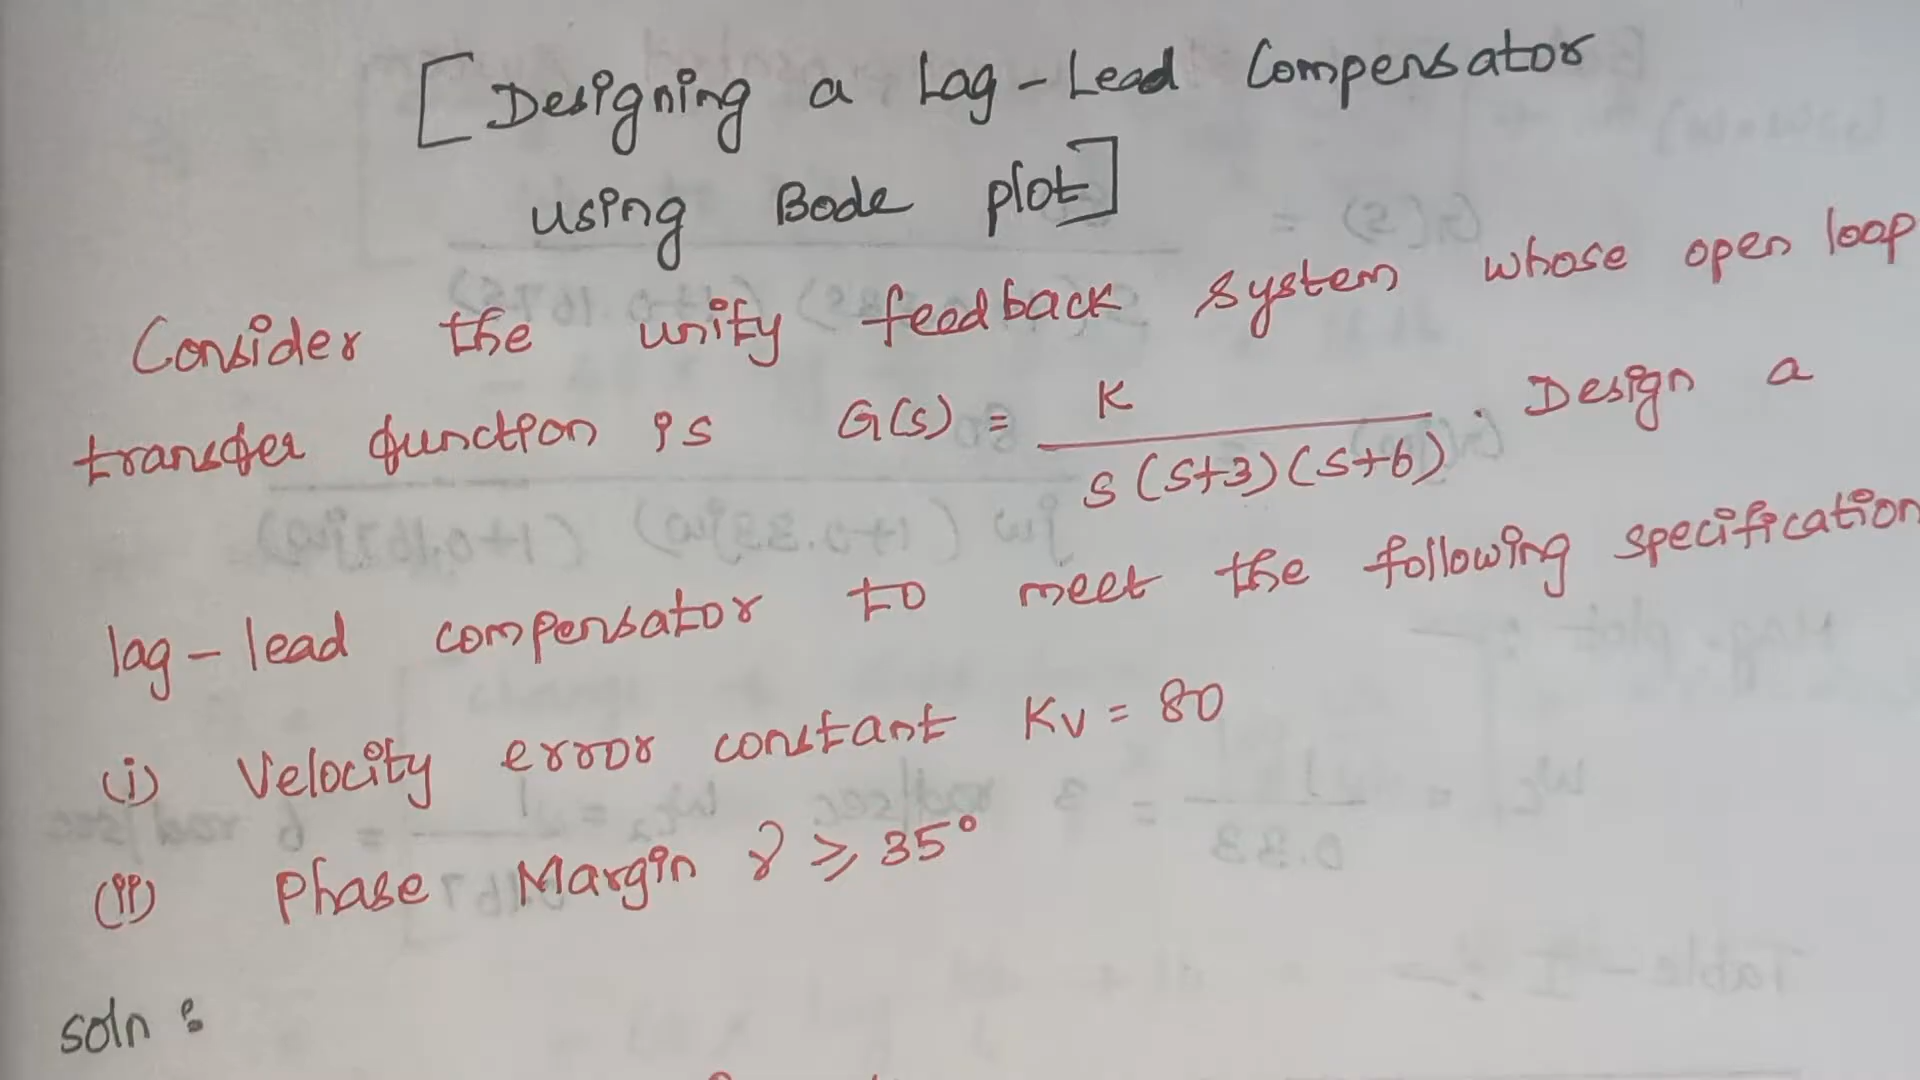 [Designing a Lag-Lead Compensator
using Bode plot]
Consider the unity feedback system whose open loop
transfer function is G(s) = K / s(s+3)(s+6). Design a
lag-lead compensator to meet the following specification
(i) Velocity error constant Kv = 80
(ii) Phase Margin γ ≥ 35°
soln :